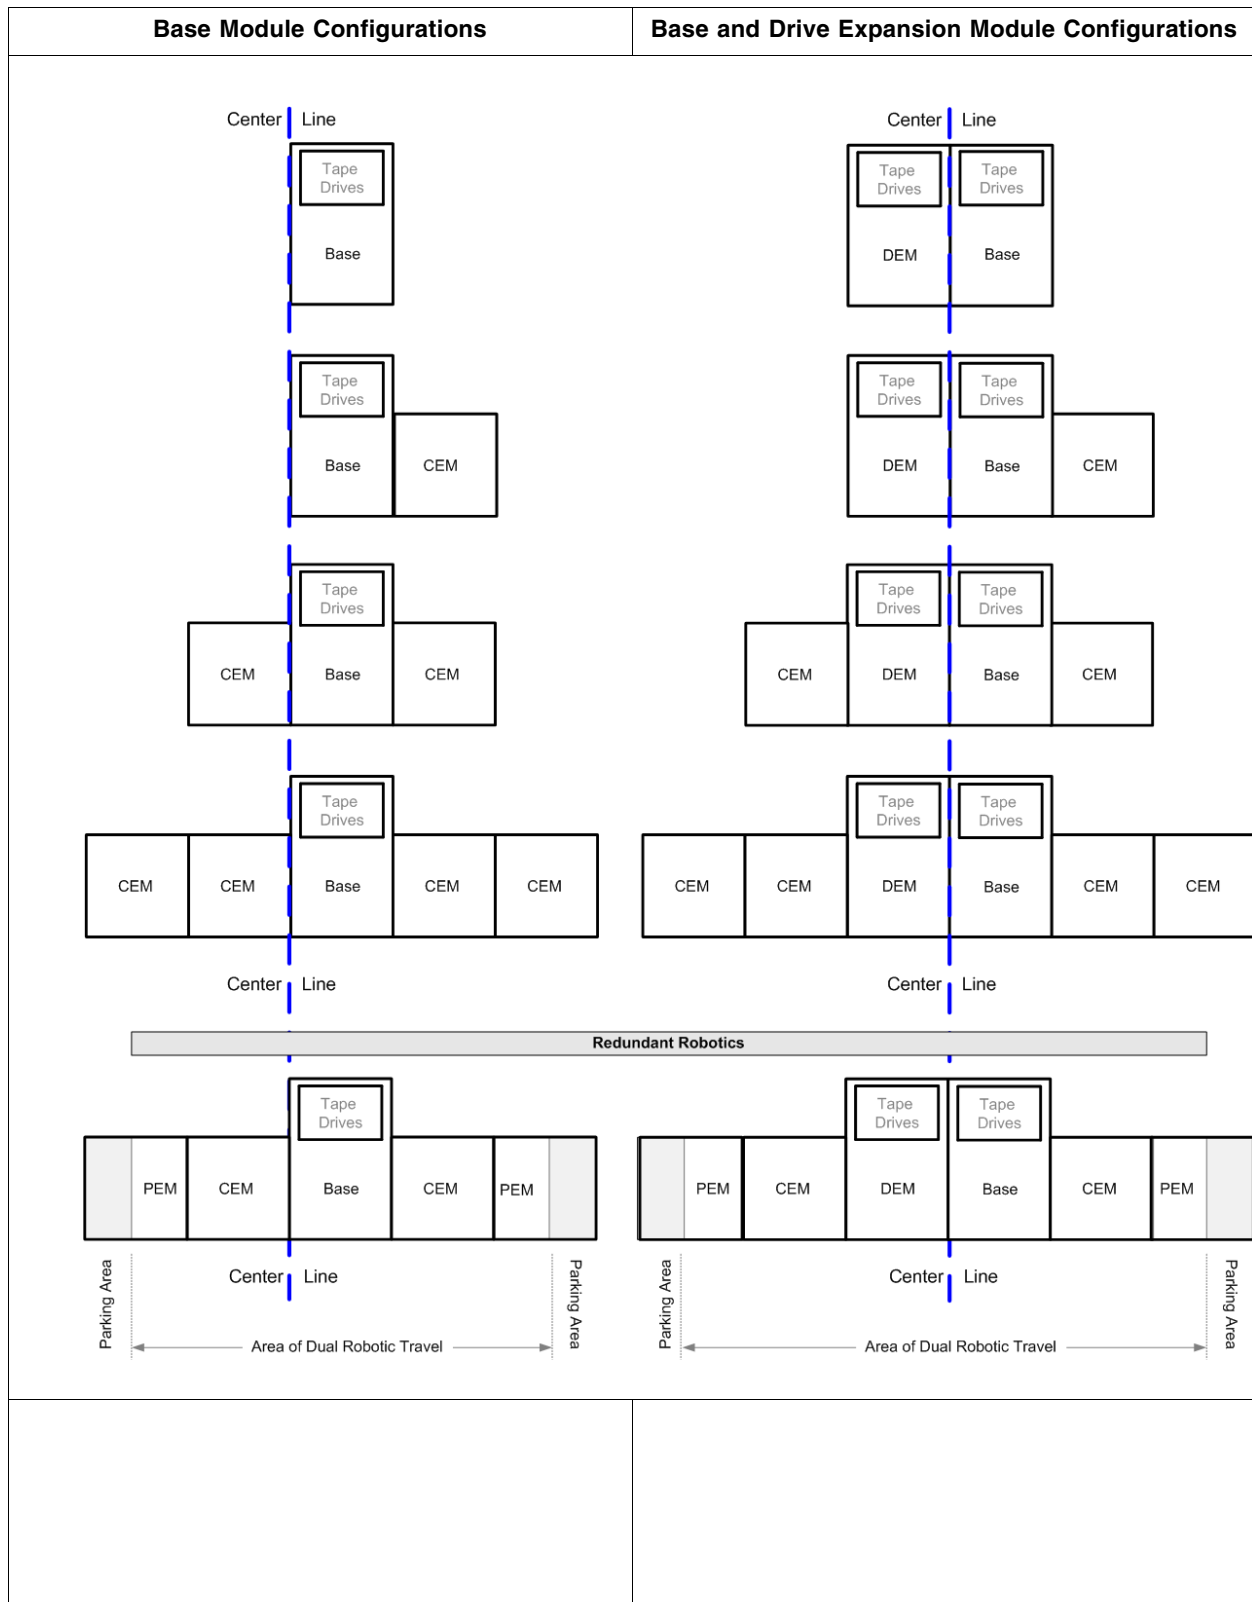 Base Module Configurations
Base and Drive Expansion Module Configurations
Center Line
Center Line
Tape
Drives
Base
Tape
Drives
Tape
Drives
DEM
Base
Tape
Drives
Base
CEM
Tape
Drives
Tape
Drives
DEM
Base
CEM
Tape
Drives
CEM
Base
CEM
Tape
Drives
Tape
Drives
CEM
DEM
Base
CEM
Tape
Drives
CEM
CEM
Base
CEM
CEM
Tape
Drives
Tape
Drives
CEM
CEM
DEM
Base
CEM
CEM
Center Line
Center Line
Redundant Robotics
Tape
Drives
PEM
CEM
Base
CEM
PEM
Tape
Drives
Tape
Drives
PEM
CEM
DEM
Base
CEM
PEM
Center Line
Center Line
Parking Area
Area of Dual Robotic Travel
Parking Area
Parking Area
Area of Dual Robotic Travel
Parking Area